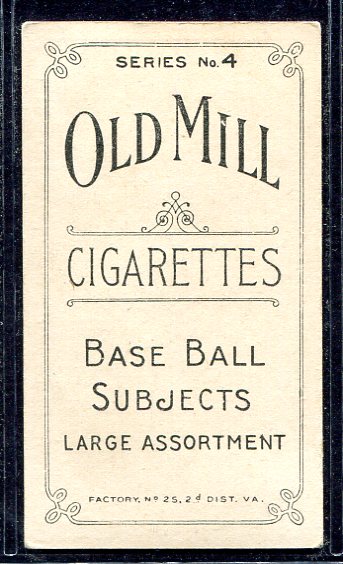 SERIES No. 4
OLD MILL
CIGARETTES
BASE BALL
SUBJECTS
LARGE ASSORTMENT
FACTORY, Nº 25, 2d DIST. VA.